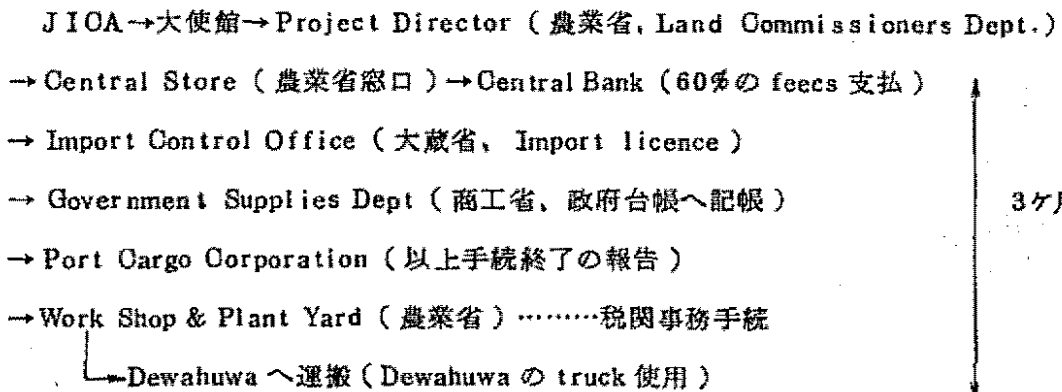 JICA→大使館→Project Director（農業省，Land Commissioners Dept.）
→Central Store（農業省窓口）→Central Bank（60%の feecs 支払）
→ Import Control Office（大蔵省、Import licence）
→ Government Supplies Dept（商工省、政府台帳へ記帳）
3ケ月
→ Port Cargo Corporation（以上手続終了の報告）
→Work Shop & Plant Yard（農業省）………税関事務手続
→Dewahuwa へ運搬（Dewahuwa の truck 使用）